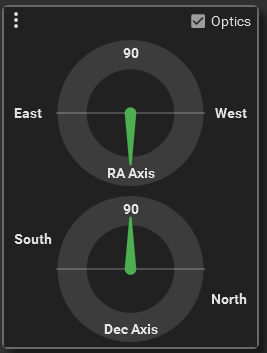 Optics
90
East
West
RA Axis
90
South
North
Dec Axis